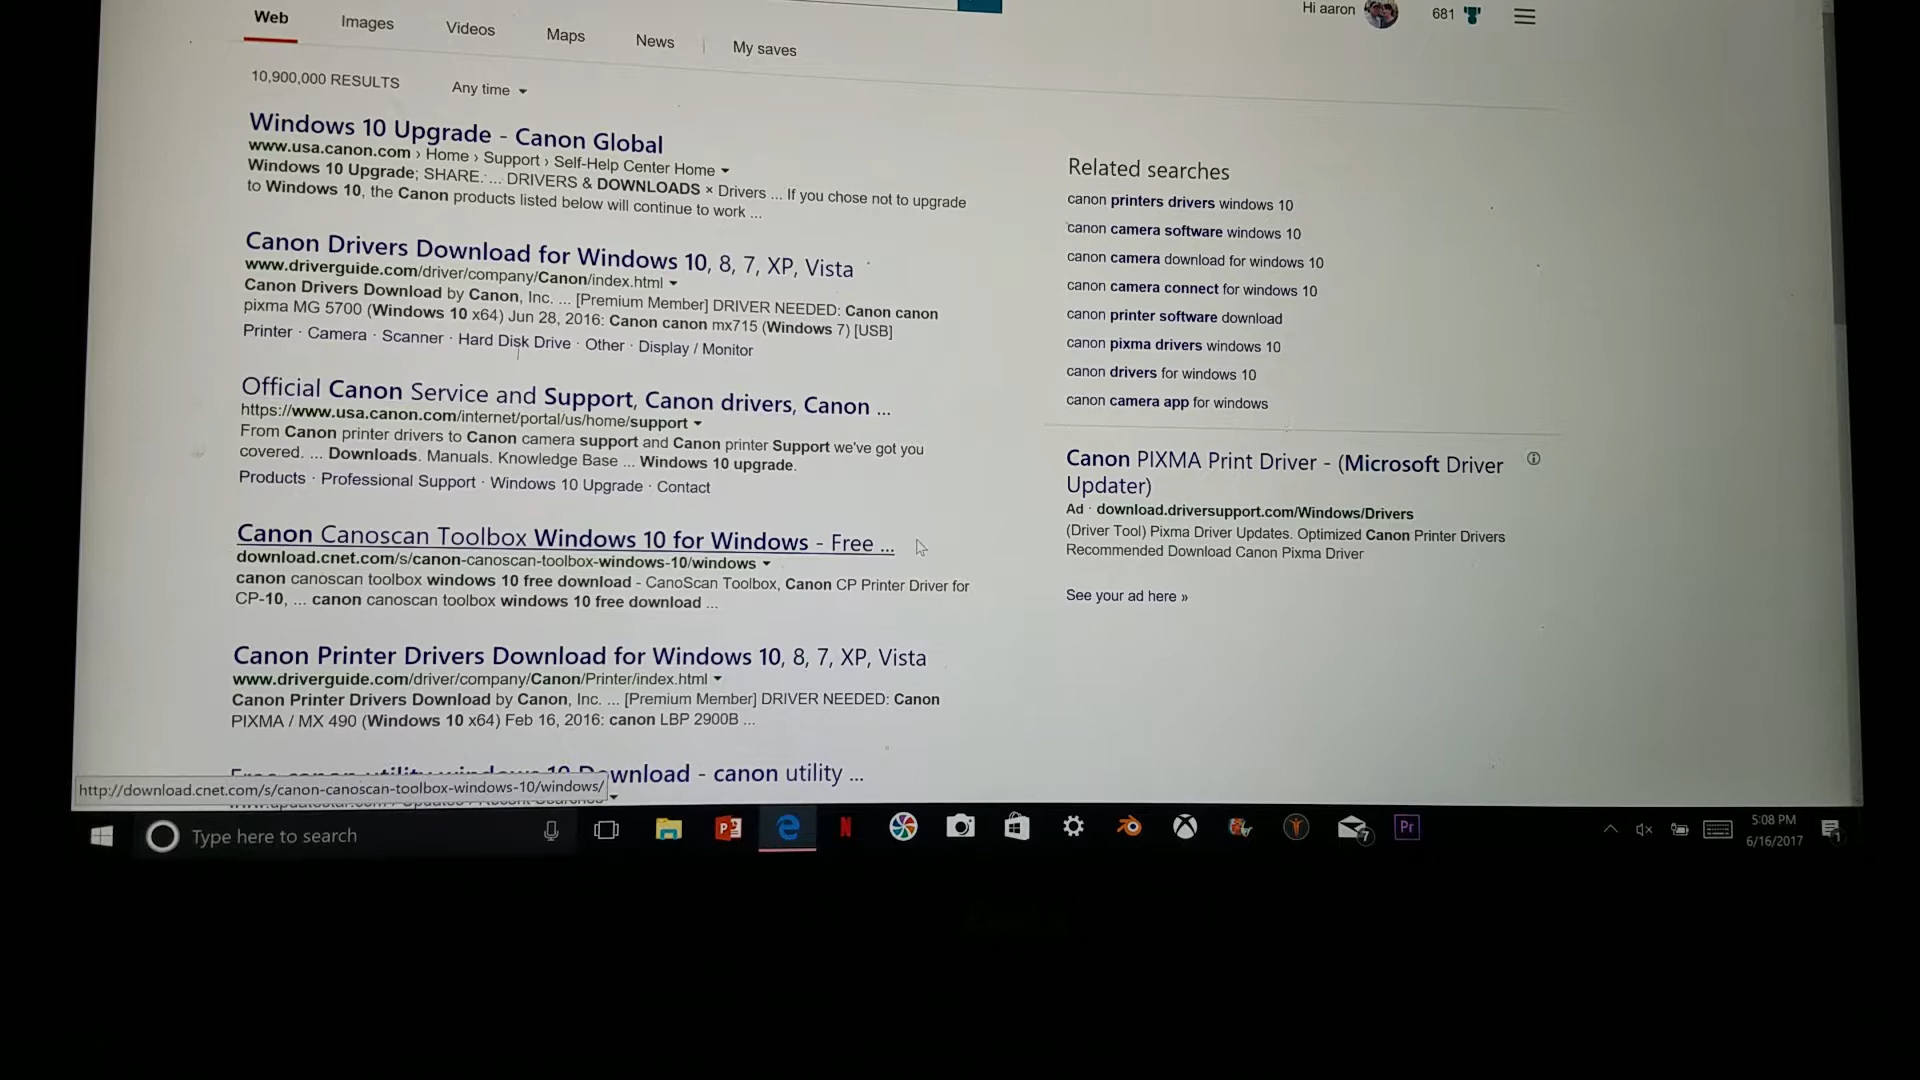 Web Images Videos Maps News My saves
Hi aaron 681
10,900,000 RESULTS Any time
Windows 10 Upgrade - Canon Global
www.usa.canon.com › Home › Support › Self-Help Center Home
Windows 10 Upgrade; SHARE. ... DRIVERS & DOWNLOADS × Drivers ... If you chose not to upgrade
to Windows 10, the Canon products listed below will continue to work ...
Canon Drivers Download for Windows 10, 8, 7, XP, Vista
www.driverguide.com/driver/company/Canon/index.html
Canon Drivers Download by Canon, Inc. ... [Premium Member] DRIVER NEEDED: Canon canon
pixma MG 5700 (Windows 10 x64) Jun 28, 2016: Canon canon mx715 (Windows 7) [USB]
Printer · Camera · Scanner · Hard Disk Drive · Other · Display / Monitor
Official Canon Service and Support, Canon drivers, Canon ...
https://www.usa.canon.com/internet/portal/us/home/support
From Canon printer drivers to Canon camera support and Canon printer Support we've got you
covered. ... Downloads. Manuals. Knowledge Base ... Windows 10 upgrade.
Products · Professional Support · Windows 10 Upgrade · Contact
Canon Canoscan Toolbox Windows 10 for Windows - Free ...
download.cnet.com/s/canon-canoscan-toolbox-windows-10/windows
canon canoscan toolbox windows 10 free download - CanoScan Toolbox, Canon CP Printer Driver for
CP-10, ... canon canoscan toolbox windows 10 free download ...
Canon Printer Drivers Download for Windows 10, 8, 7, XP, Vista
www.driverguide.com/driver/company/Canon/Printer/index.html
Canon Printer Drivers Download by Canon, Inc. ... [Premium Member] DRIVER NEEDED: Canon
PIXMA / MX 490 (Windows 10 x64) Feb 16, 2016: canon LBP 2900B ...
Free canon utility windows 10 Download - canon utility ...
http://download.cnet.com/s/canon-canoscan-toolbox-windows-10/windows/
Related searches
canon printers drivers windows 10
canon camera software windows 10
canon camera download for windows 10
canon camera connect for windows 10
canon printer software download
canon pixma drivers windows 10
canon drivers for windows 10
canon camera app for windows
Canon PIXMA Print Driver - (Microsoft Driver
Updater)
Ad · download.driversupport.com/Windows/Drivers
(Driver Tool) Pixma Driver Updates. Optimized Canon Printer Drivers
Recommended Download Canon Pixma Driver
See your ad here »
Type here to search
7
Pr
5:08 PM
6/16/2017
1